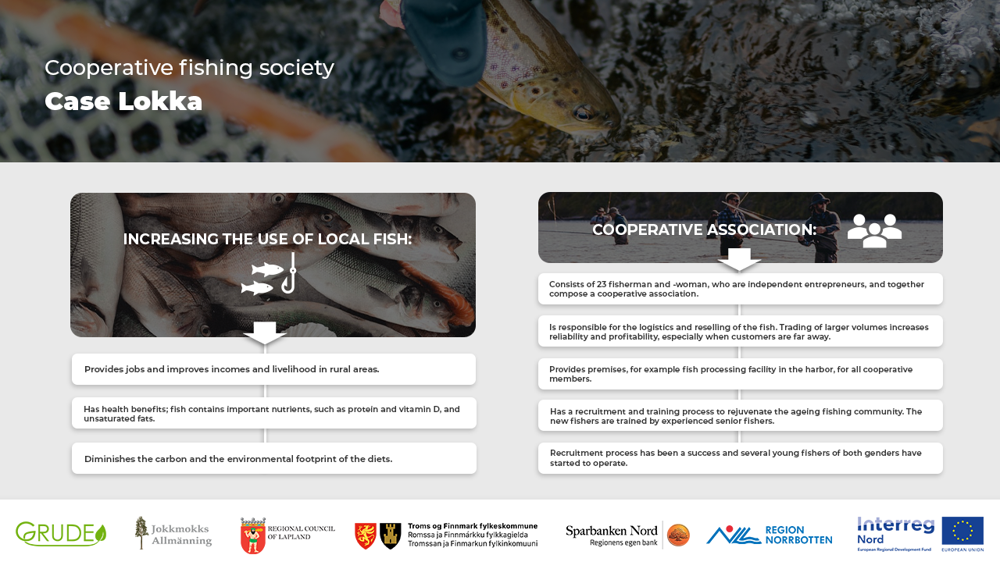 Cooperative fishing society
Case Lokka
INCREASING THE USE OF LOCAL FISH:
Provides jobs and improves incomes and livelihood in rural areas.
Has health benefits; fish contains important nutrients, such as protein and vitamin D, and
unsaturated fats.
Diminishes the carbon and the environmental footprint of the diets.
COOPERATIVE ASSOCIATION:
Consists of 23 fisherman and -woman, who are independent entrepreneurs, and together
compose a cooperative association.
Is responsible for the logistics and reselling of the fish. Trading of larger volumes increases
reliability and profitability, especially when customers are far away.
Provides premises, for example fish processing facility in the harbor, for all cooperative
members.
Has a recruitment and training process to rejuvenate the ageing fishing community. The
new fishers are trained by experienced senior fishers.
Recruitment process has been a success and several young fishers of both genders have
started to operate.
GRUDE
Jokkmokks
Allmänning
REGIONAL COUNCIL
OF LAPLAND
Troms og Finnmark fylkeskommune
Romssa ja Finnmárkku fylkkagielda
Tromssan ja Finmarkun fylkinkomuuni
Sparbanken Nord
Regionens egen bank
REGION
NORRBOTTEN
Interreg
Nord
European Regional Development Fund
EUROPEAN UNION